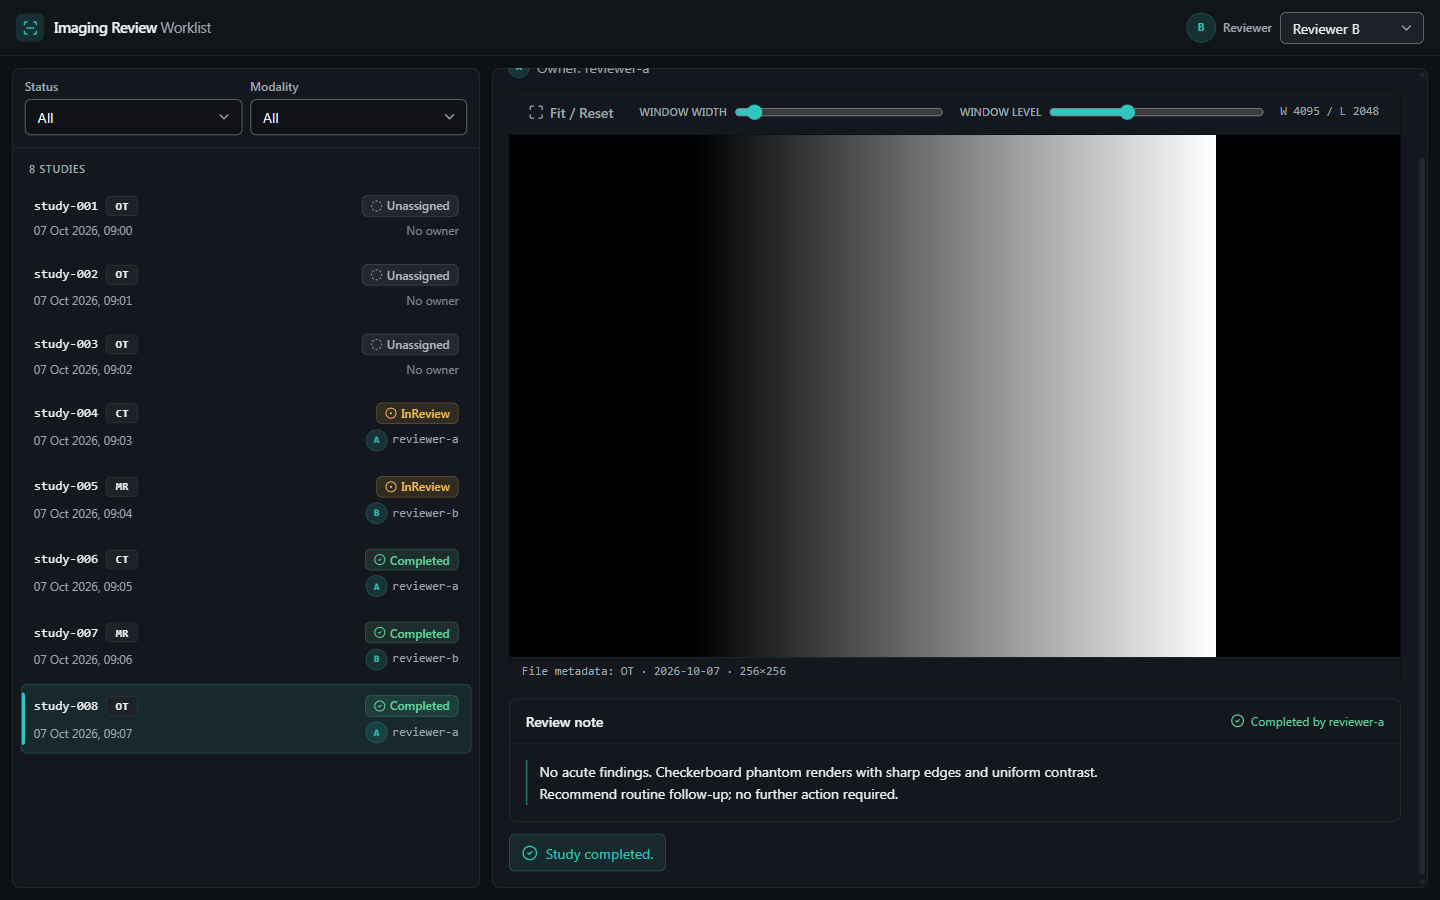 Imaging Review Worklist
B Reviewer Reviewer B
Status Modality
All All
8 STUDIES
study-001 OT Unassigned
07 Oct 2026, 09:00 No owner
study-002 OT Unassigned
07 Oct 2026, 09:01 No owner
study-003 OT Unassigned
07 Oct 2026, 09:02 No owner
study-004 CT InReview
07 Oct 2026, 09:03 A reviewer-a
study-005 MR InReview
07 Oct 2026, 09:04 B reviewer-b
study-006 CT Completed
07 Oct 2026, 09:05 A reviewer-a
study-007 MR Completed
07 Oct 2026, 09:06 B reviewer-b
study-008 OT Completed
07 Oct 2026, 09:07 A reviewer-a
Owner: reviewer-a
Fit / Reset WINDOW WIDTH WINDOW LEVEL W 4095 / L 2048
File metadata: OT · 2026-10-07 · 256×256
Review note Completed by reviewer-a
No acute findings. Checkerboard phantom renders with sharp edges and uniform contrast.
Recommend routine follow-up; no further action required.
Study completed.